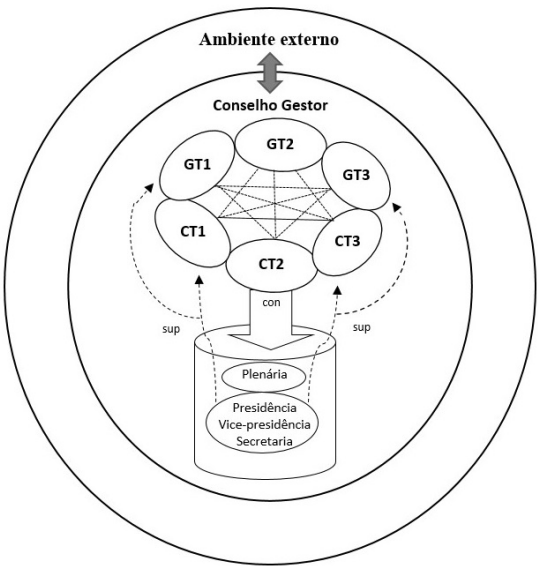 Ambiente externo
Conselho Gestor
GT2
GT1
GT3
CT1
CT3
CT2
con
sup
sup
Plenária
Presidência
Vice-presidência
Secretaria